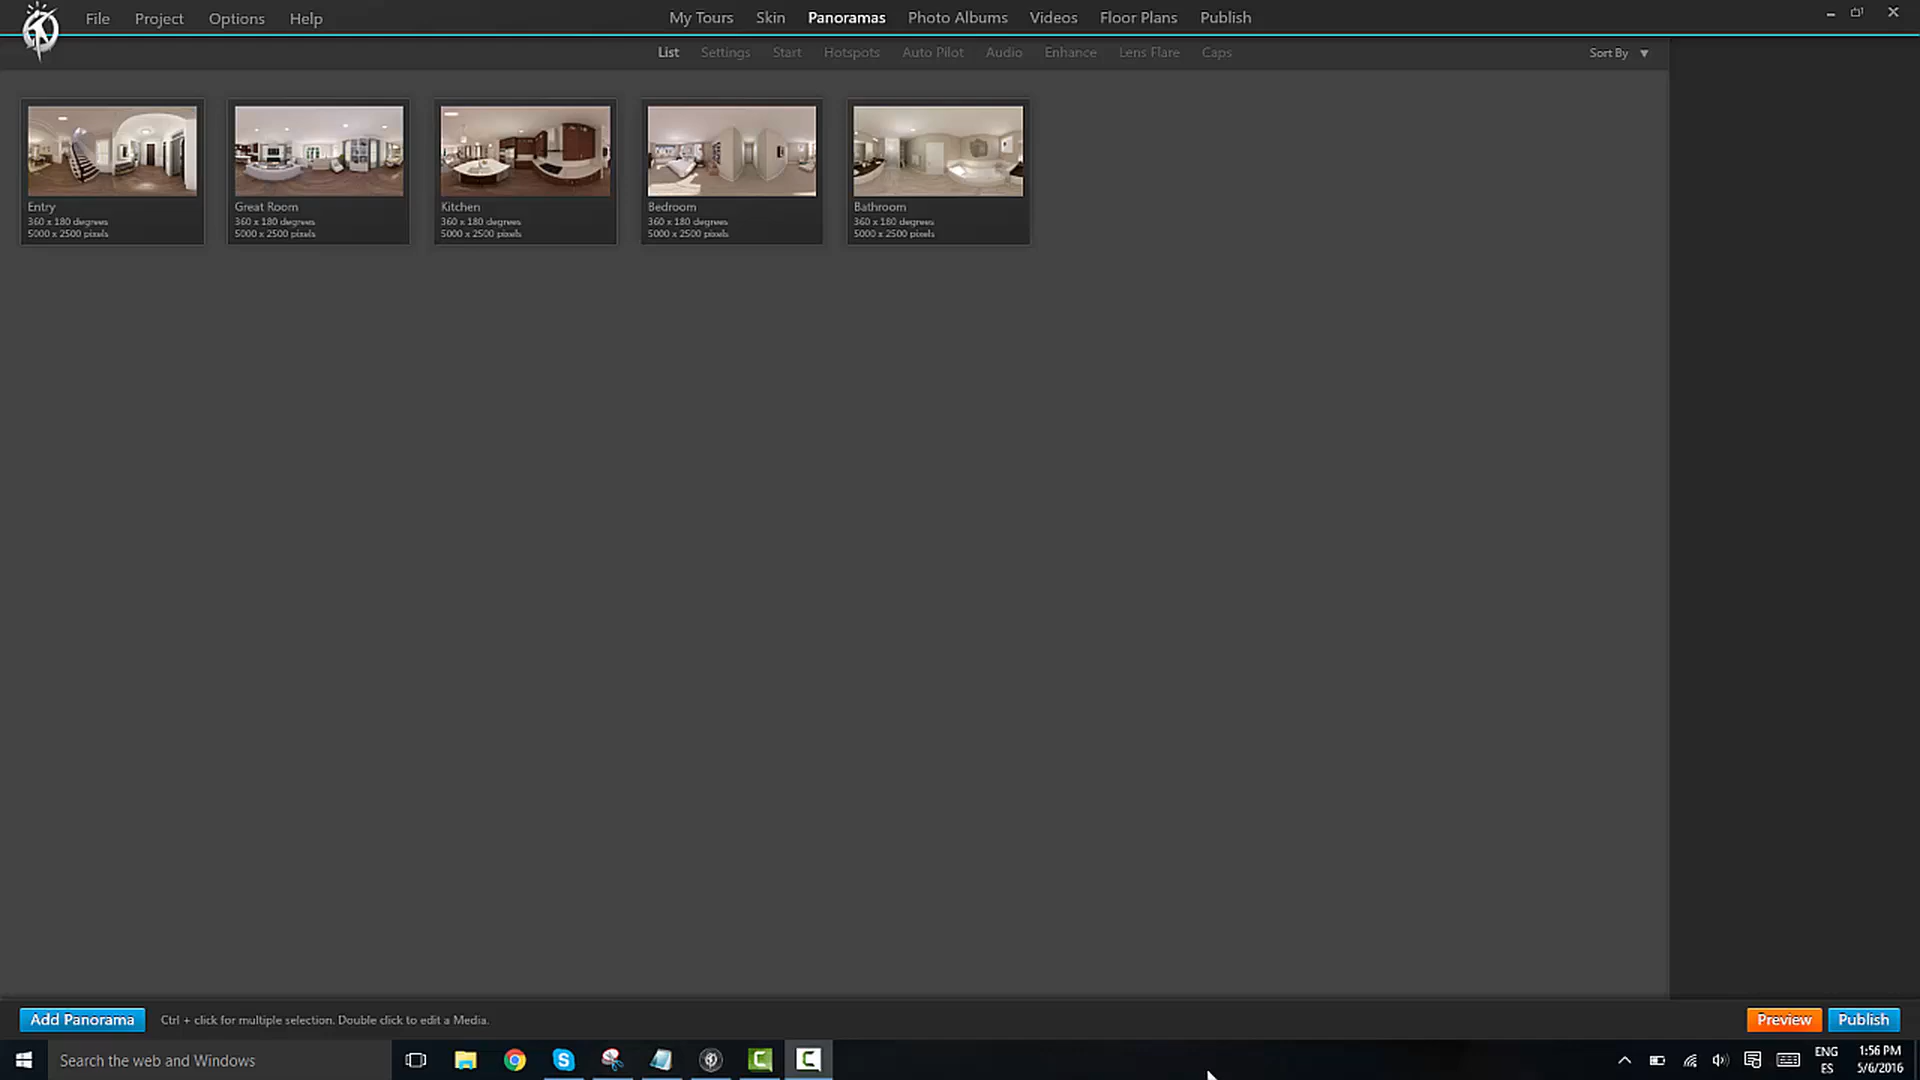 File Project Options Help
My Tours Skin Panoramas Photo Albums Videos Floor Plans Publish
List Settings Start Hotspots Auto Pilot Audio Enhance Lens Flare Caps
Sort By
Entry
360 x 180 degrees
5000 x 2500 pixels
Great Room
360 x 180 degrees
5000 x 2500 pixels
Kitchen
360 x 180 degrees
5000 x 2500 pixels
Bedroom
360 x 180 degrees
5000 x 2500 pixels
Bathroom
360 x 180 degrees
5000 x 2500 pixels
Add Panorama
Ctrl + click for multiple selection. Double click to edit a Media.
Preview
Publish
Search the web and Windows
ENG
ES
1:56 PM
5/6/2016